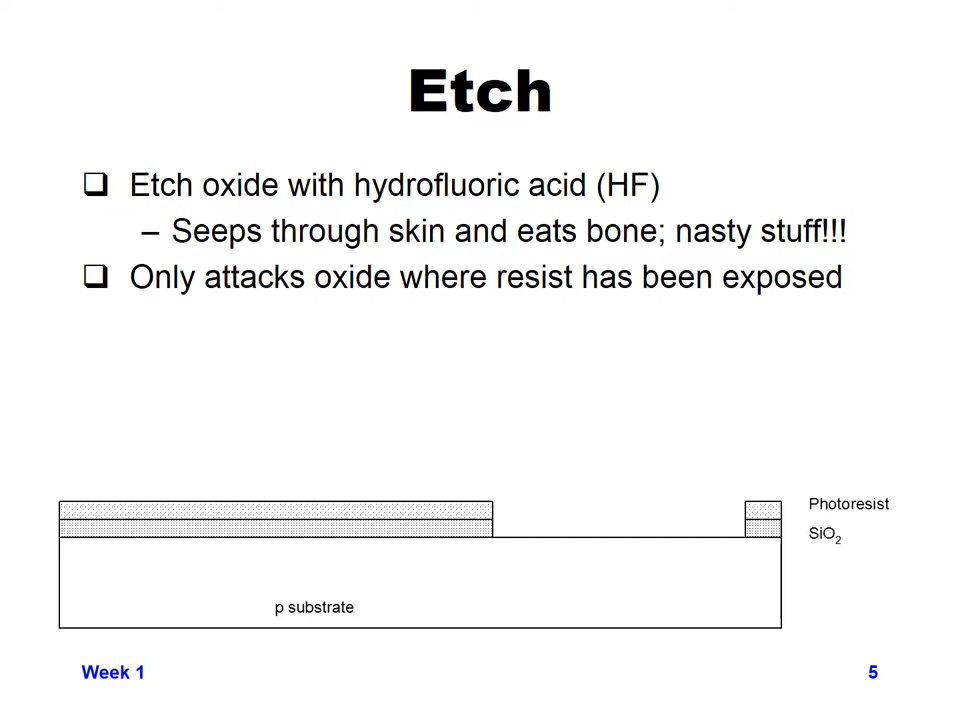 Etch
❑ Etch oxide with hydrofluoric acid (HF)
– Seeps through skin and eats bone; nasty stuff!!!
❑ Only attacks oxide where resist has been exposed
Photoresist
SiO₂
p substrate
Week 1
5